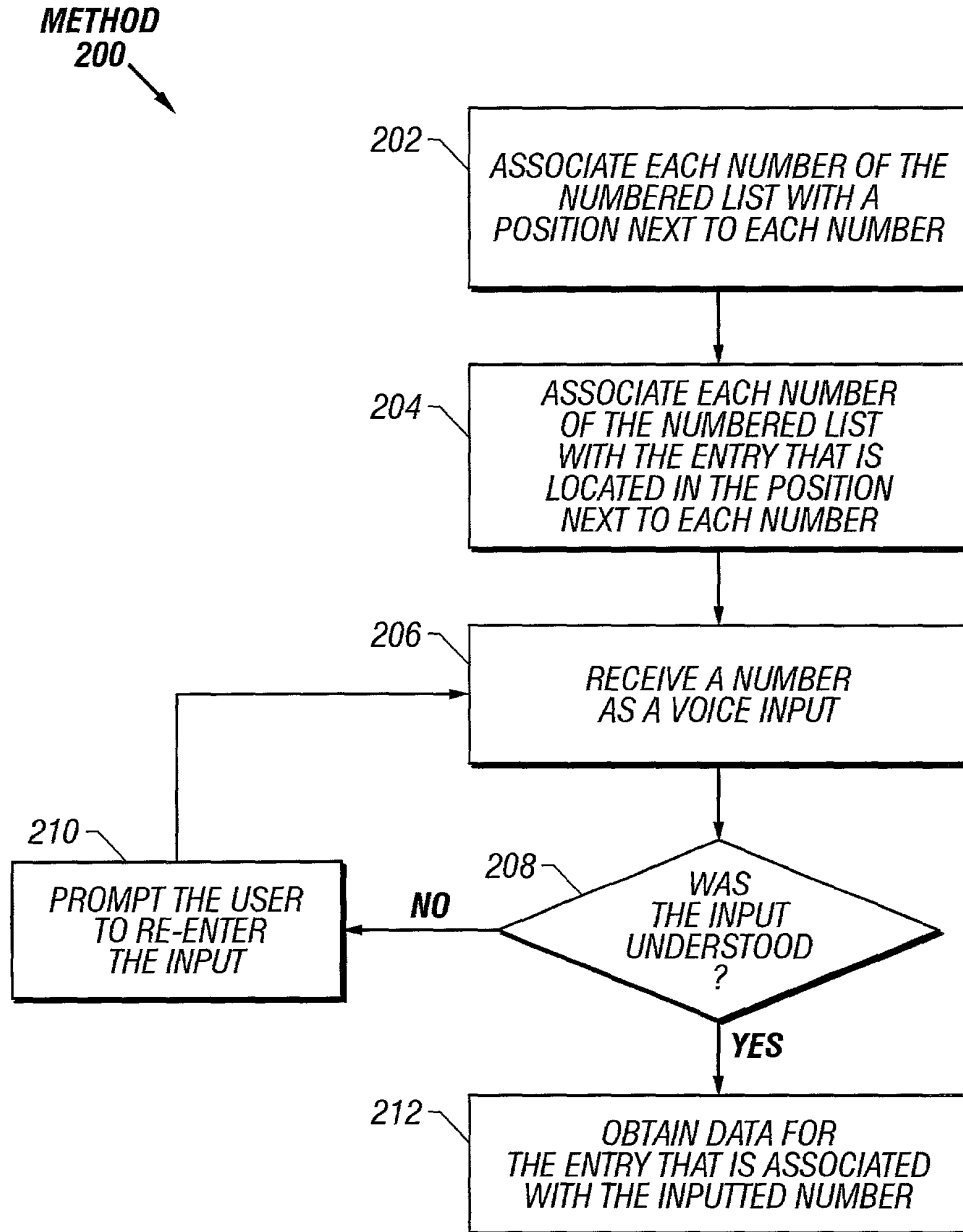 METHOD
200
202
ASSOCIATE EACH NUMBER OF THE
NUMBERED LIST WITH A
POSITION NEXT TO EACH NUMBER
204
ASSOCIATE EACH NUMBER
OF THE NUMBERED LIST
WITH THE ENTRY THAT IS
LOCATED IN THE POSITION
NEXT TO EACH NUMBER
206
RECEIVE A NUMBER
AS A VOICE INPUT
208
WAS
THE INPUT
UNDERSTOOD
?
NO
210
PROMPT THE USER
TO RE-ENTER
THE INPUT
YES
212
OBTAIN DATA FOR
THE ENTRY THAT IS ASSOCIATED
WITH THE INPUTTED NUMBER